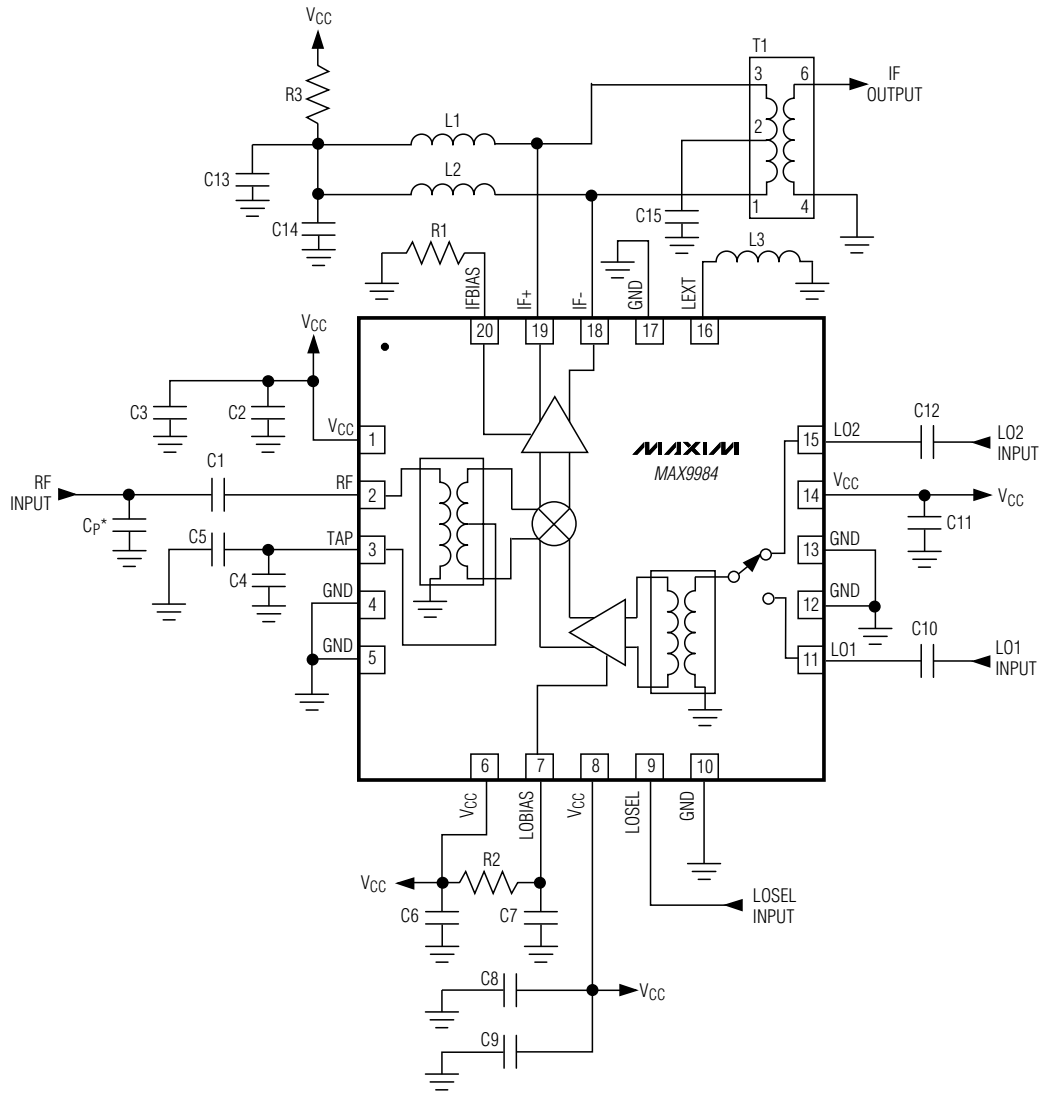 VCC
T1
R3
3
6
IF OUTPUT
L1
2
L2
C13
1
4
C14
C15
R1
L3
IFBIAS
IF+
IF-
GND
LEXT
20
19
18
17
16
VCC
C3
C2
VCC
1
MAXIM
MAX9984
C12
15
LO2
LO2 INPUT
C1
RF INPUT
RF
2
14
VCC
VCC
CP*
C11
C5
TAP
3
13
GND
C4
GND
4
12
GND
GND
5
C10
11
LO1
LO1 INPUT
6
7
8
9
10
VCC
LOBIAS
VCC
LOSEL
GND
R2
VCC
C6
C7
LOSEL INPUT
C8
VCC
C9